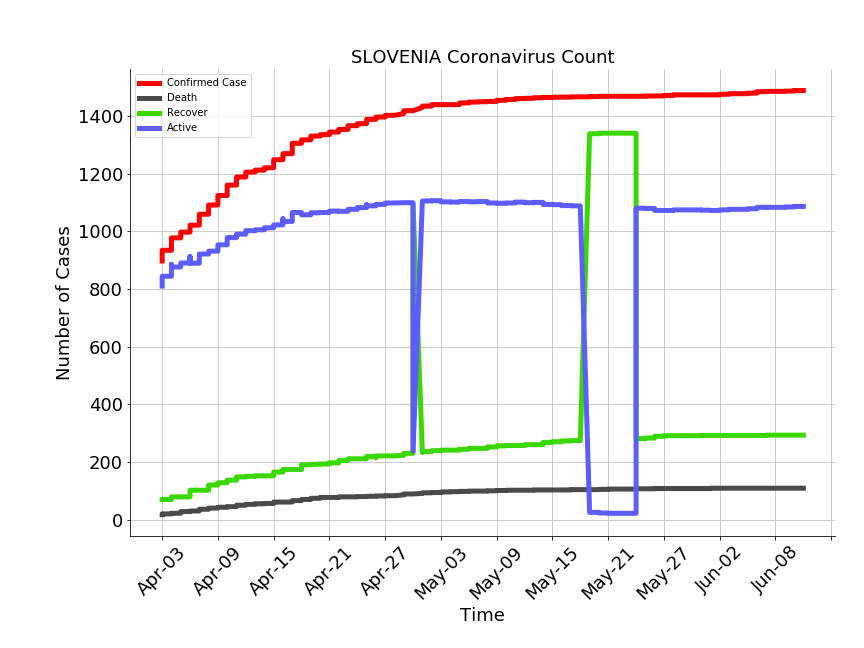 SLOVENIA Coronavirus Count
Confirmed Case
Death
Recover
Active
Number of Cases
1400
1200
1000
800
600
400
200
0
Apr-03
Apr-09
Apr-15
Apr-21
Apr-27
May-03
May-09
May-15
May-21
May-27
Jun-02
Jun-08
Time